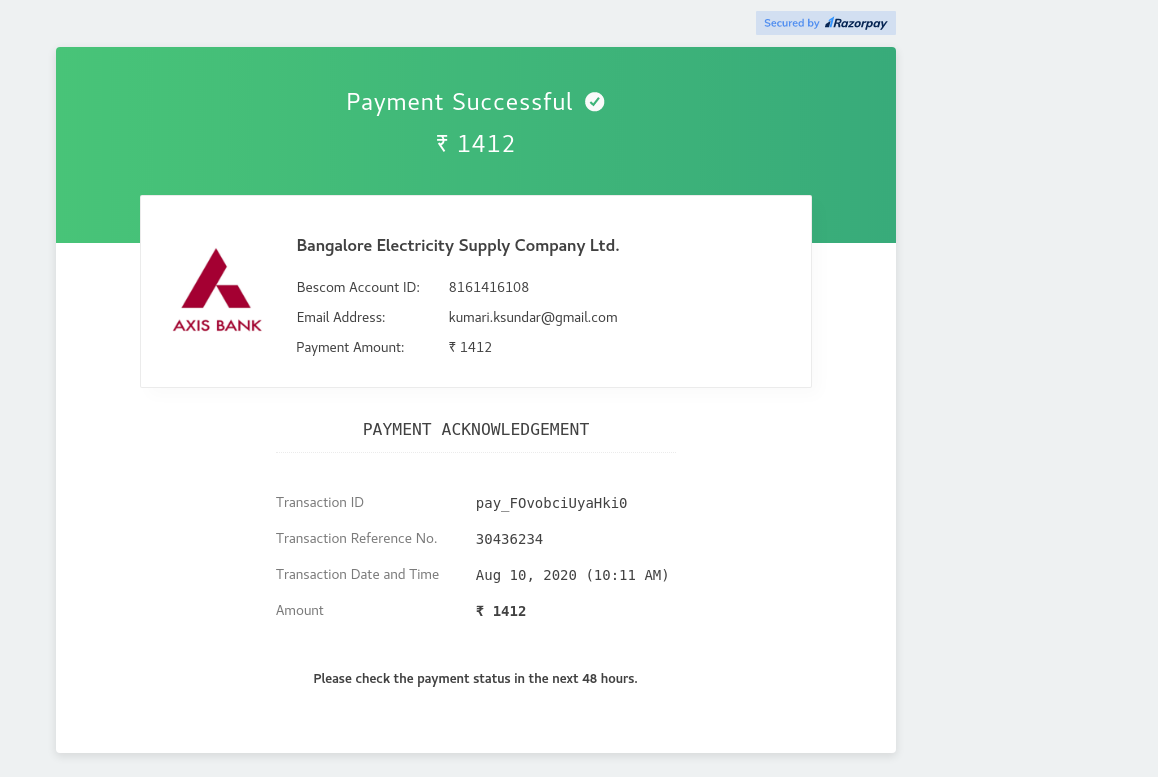 Secured by Razorpay
Payment Successful
₹ 1412
Bangalore Electricity Supply Company Ltd.
Bescom Account ID: 8161416108
Email Address: kumari.ksundar@gmail.com
Payment Amount: ₹ 1412
AXIS BANK
PAYMENT ACKNOWLEDGEMENT
Transaction ID pay_FOvobciUyaHki0
Transaction Reference No. 30436234
Transaction Date and Time Aug 10, 2020 (10:11 AM)
Amount ₹ 1412
Please check the payment status in the next 48 hours.